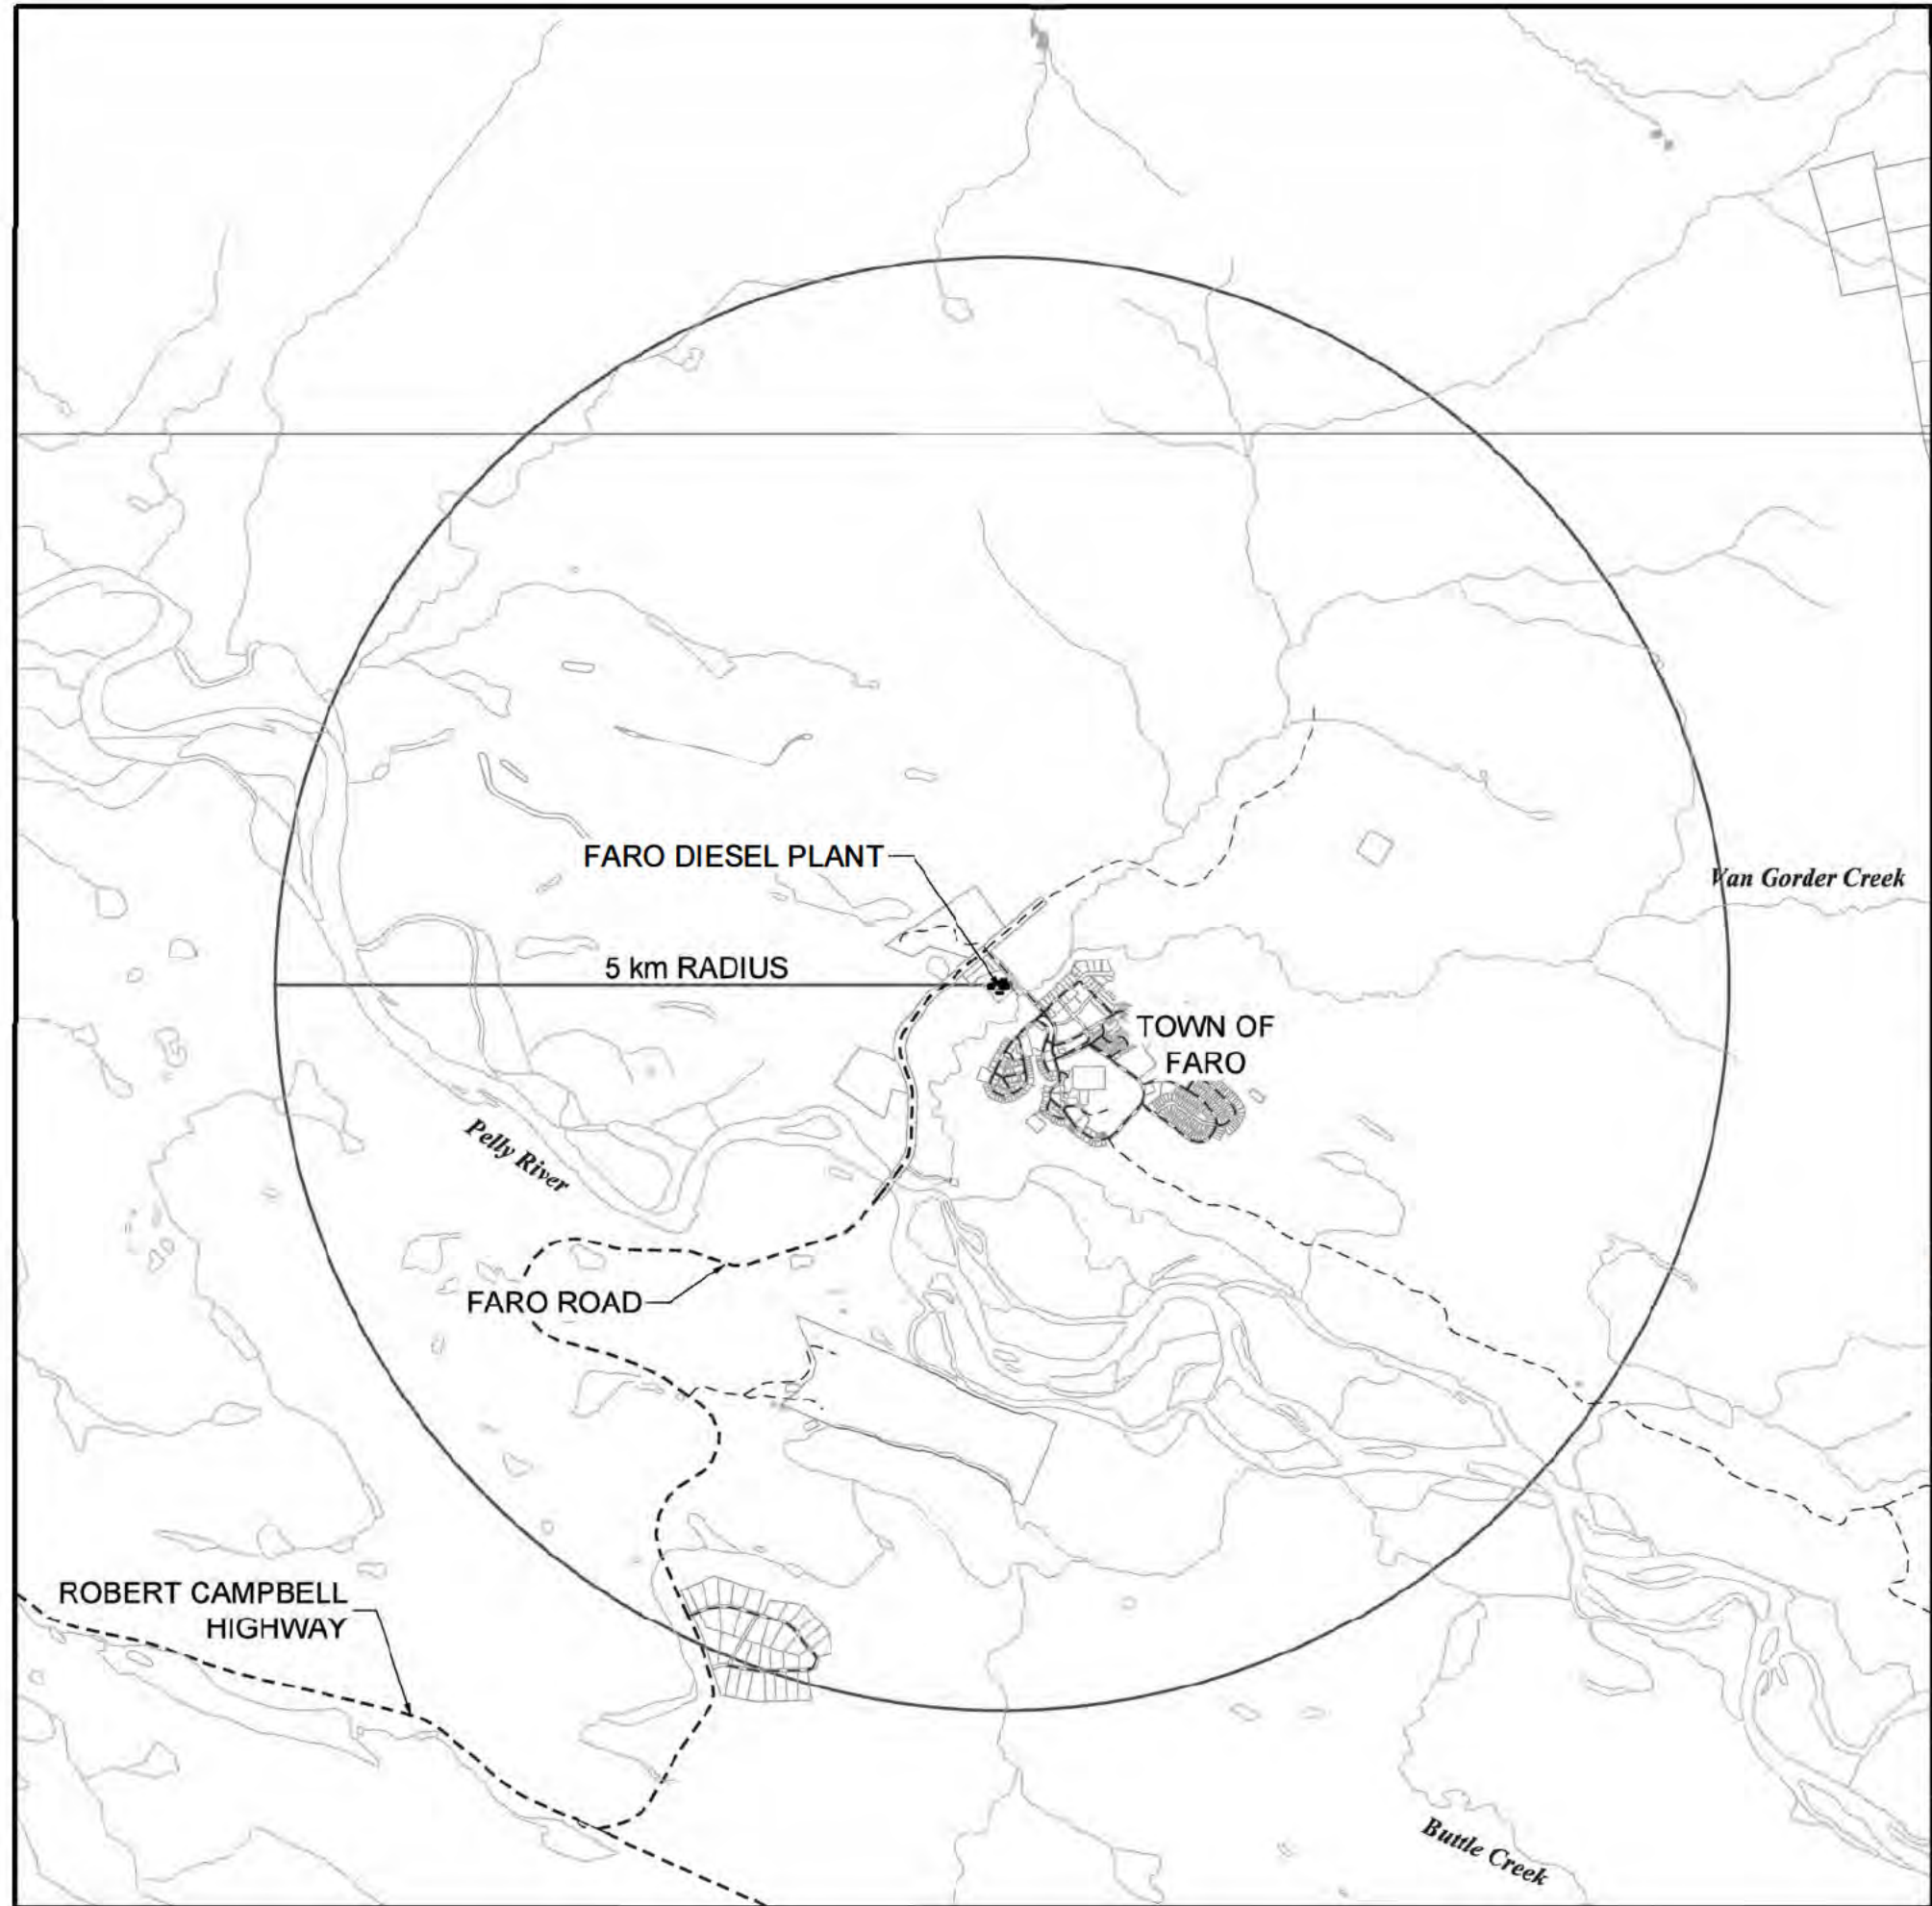 FARO DIESEL PLANT
Van Gorder Creek
5 km RADIUS
TOWN OF
FARO
Pelly River
FARO ROAD
ROBERT CAMPBELL
HIGHWAY
Buttle Creek